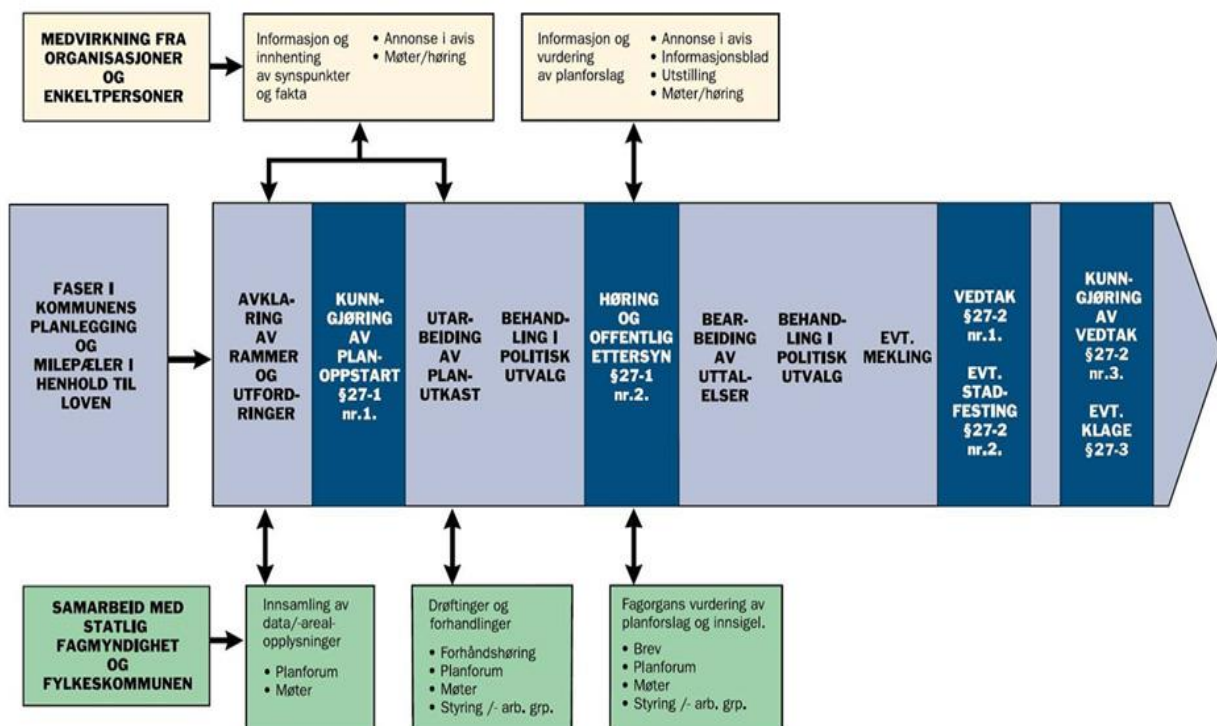 MEDVIRKNING FRA
ORGANISASJONER
OG
ENKELTPERSONER
Informasjon og
innhenting
av synspunkter
og fakta
• Annonse i avis
• Møter/høring
Informasjon og
vurdering
av planforslag
• Annonse i avis
• Informasjonsblad
• Utstilling
• Møter/høring
FASER I
KOMMUNENS
PLANLEGGING
OG
MILEPÆLER I
HENHOLD TIL
LOVEN
AVKLA-
RING
AV
RAMMER
OG
UTFORD-
RINGER
KUNN-
GJØRING
AV
PLAN-
OPPSTART
§27-1
nr.1.
UTAR-
BEIDING
AV
PLAN-
UTKAST
BEHAND-
LING I
POLITISK
UTVALG
HØRING
OG
OFFENTLIG
ETTERSYN
§27-1
nr.2.
BEAR-
BEIDING
AV
UTTAL-
ELSER
BEHAND-
LING I
POLITISK
UTVALG
EVT.
MEKLING
VEDTAK
§27-2
nr.1.
EVT.
STAD-
FESTING
§27-2
nr.2.
KUNN-
GJØRING
AV
VEDTAK
§27-2
nr.3.
EVT.
KLAGE
§27-3
SAMARBEID MED
STATLIG
FAGMYNDIGHET
OG
FYLKESKOMMUNEN
Innsamling av
data/-areal-
opplysninger
• Planforum
• Møter
Drøftinger og
forhandlinger
• Forhåndshøring
• Planforum
• Møter
• Styring /- arb. grp.
Fagorgans vurdering av
planforslag og innsigel.
• Brev
• Planforum
• Møter
• Styring /- arb. grp.